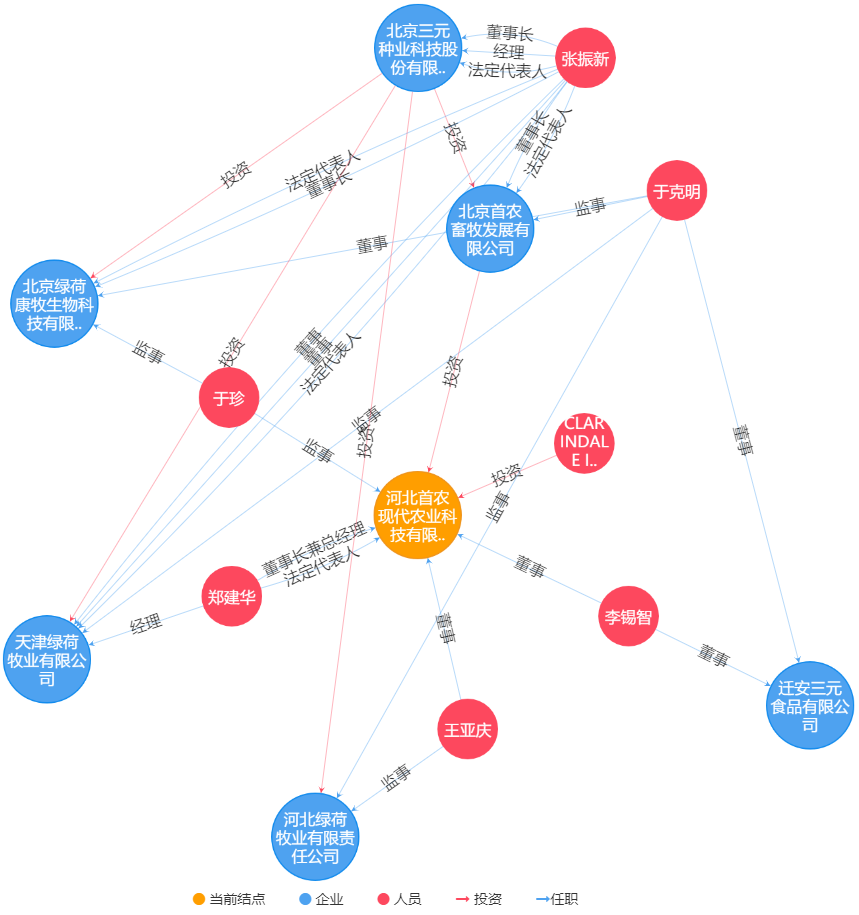 北京三元
种业科技股
份有限..
董事长
经理
法定代表人
张振新
投资
董事长
法定代表人
投资
法定代表人
董事长
于克明
监事
北京首农
畜牧发展有
限公司
董事
北京绿荷
康牧生物科
技有限..
监事
投资
董事
董事
法定代表人
投资
于珍
监事
投资
监事
CLAR
INDAL
E I..
董事
监事
投资
河北首农
现代农业科
技有限..
监事
董事长兼总经理
法定代表人
董事
郑建华
李锡智
经理
董事
董事
天津绿荷
牧业有限公
司
迁安三元
食品有限公
司
王亚庆
监事
河北绿荷
牧业有限责
任公司
当前结点
企业
人员
投资
任职